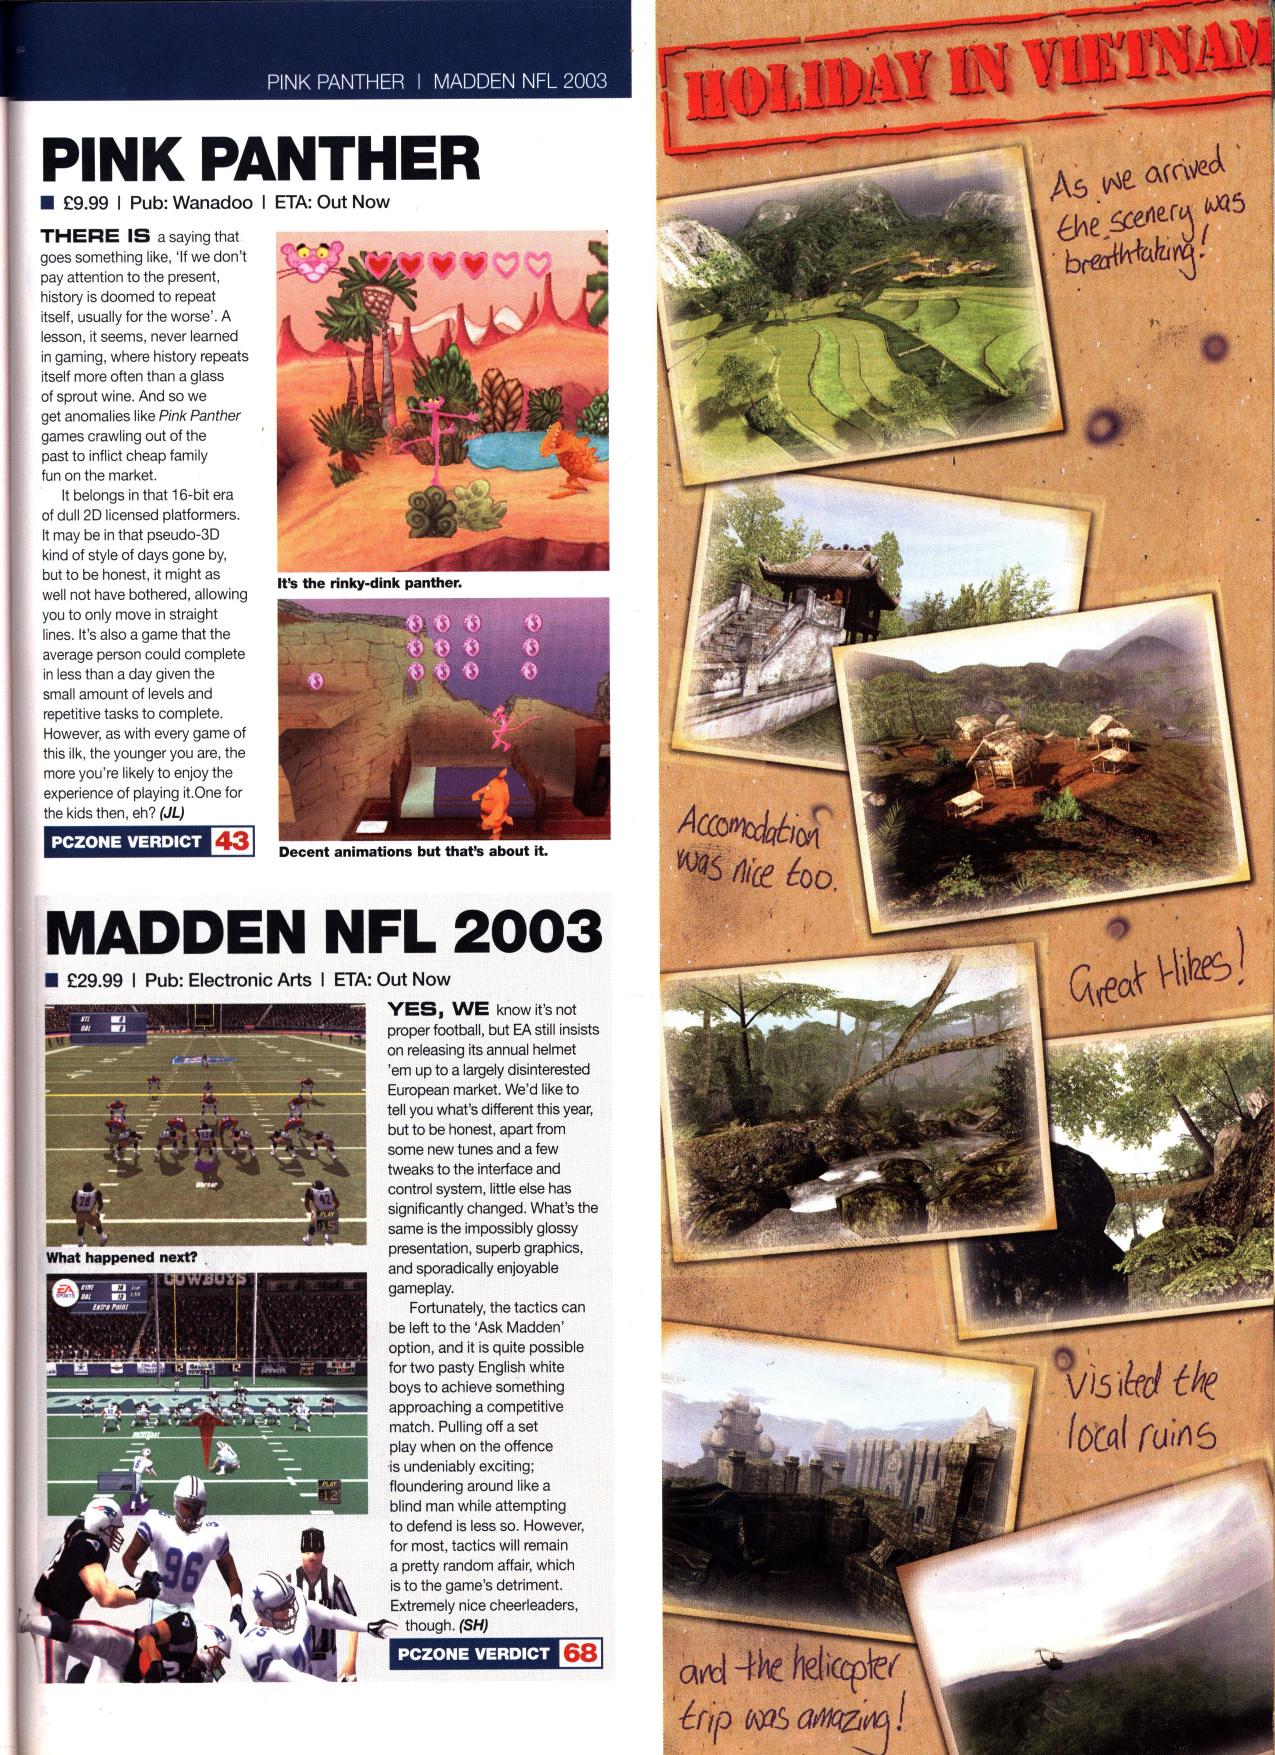 PINK PANTHER | MADDEN NFL 2003
PINK PANTHER
■ £9.99 | Pub: Wanadoo | ETA: Out Now
THERE IS a saying that
goes something like, ‘If we don’t
pay attention to the present,
history is doomed to repeat
itself, usually for the worse’. A
lesson, it seems, never learned
in gaming, where history repeats
itself more often than a glass
of sprout wine. And so we
get anomalies like Pink Panther
games crawling out of the
past to inflict cheap family
fun on the market.
It belongs in that 16-bit era
of dull 2D licensed platformers.
It may be in that pseudo-3D
kind of style of days gone by,
but to be honest, it might as
well not have bothered, allowing
you to only move in straight
lines. It’s also a game that the
average person could complete
in less than a day given the
small amount of levels and
repetitive tasks to complete.
However, as with every game of
this ilk, the younger you are, the
more you’re likely to enjoy the
experience of playing it.One for
the kids then, eh? (JL)
PCZONE VERDICT 43
It’s the rinky-dink panther.
Decent animations but that’s about it.
MADDEN NFL 2003
■ £29.99 | Pub: Electronic Arts | ETA: Out Now
What happened next?
COWBOYS
EA
SPORTS
Extra Point
PLAY
12
96
YES, WE know it’s not
proper football, but EA still insists
on releasing its annual helmet
’em up to a largely disinterested
European market. We’d like to
tell you what’s different this year,
but to be honest, apart from
some new tunes and a few
tweaks to the interface and
control system, little else has
significantly changed. What’s the
same is the impossibly glossy
presentation, superb graphics,
and sporadically enjoyable
gameplay.
Fortunately, the tactics can
be left to the ‘Ask Madden’
option, and it is quite possible
for two pasty English white
boys to achieve something
approaching a competitive
match. Pulling off a set
play when on the offence
is undeniably exciting;
floundering around like a
blind man while attempting
to defend is less so. However,
for most, tactics will remain
a pretty random affair, which
is to the game’s detriment.
Extremely nice cheerleaders,
though. (SH)
PCZONE VERDICT 68
HOLIDAY IN VIETNAM
As we arrived
the scenery was
breathtaking!
Accomodation
was nice too.
Great Hikes!
Visited the
local ruins
and the helicopter
trip was amazing!